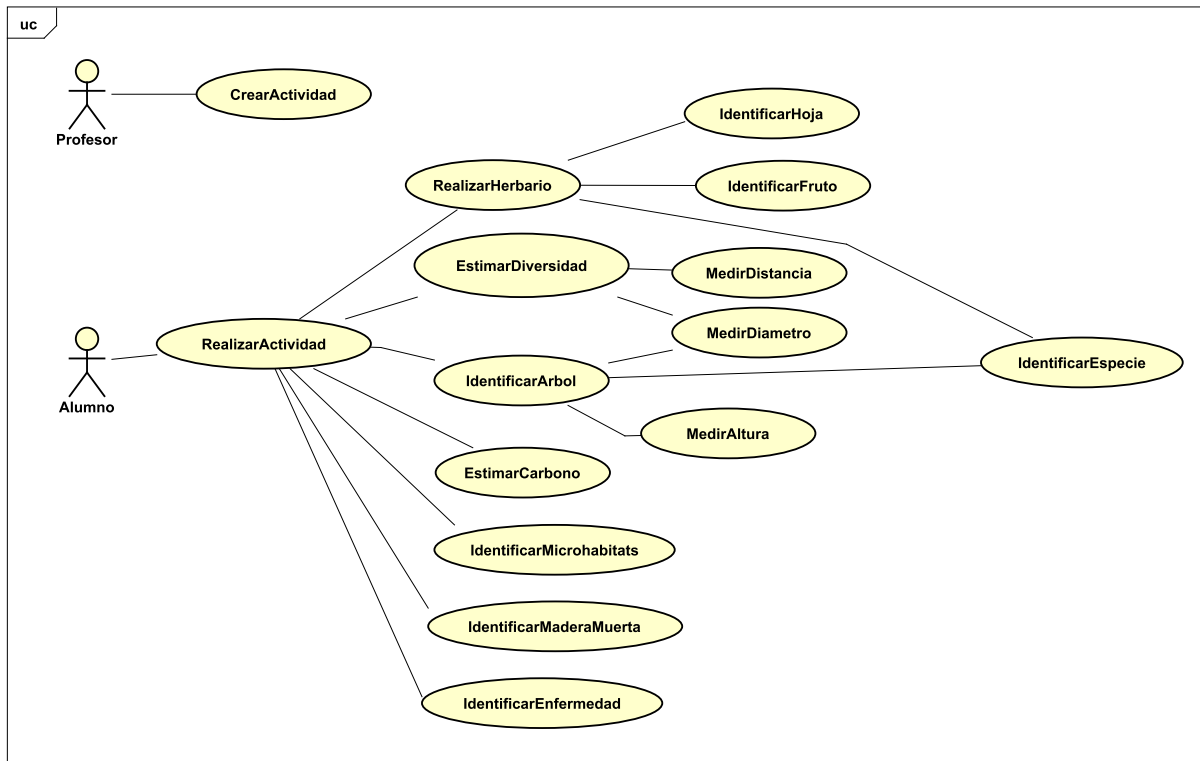 uc
CrearActividad
Profesor
IdentificarHoja
RealizarHerbario
IdentificarFruto
EstimarDiversidad
MedirDistancia
MedirDiametro
RealizarActividad
IdentificarEspecie
IdentificarArbol
Alumno
MedirAltura
EstimarCarbono
IdentificarMicrohabitats
IdentificarMaderaMuerta
IdentificarEnfermedad